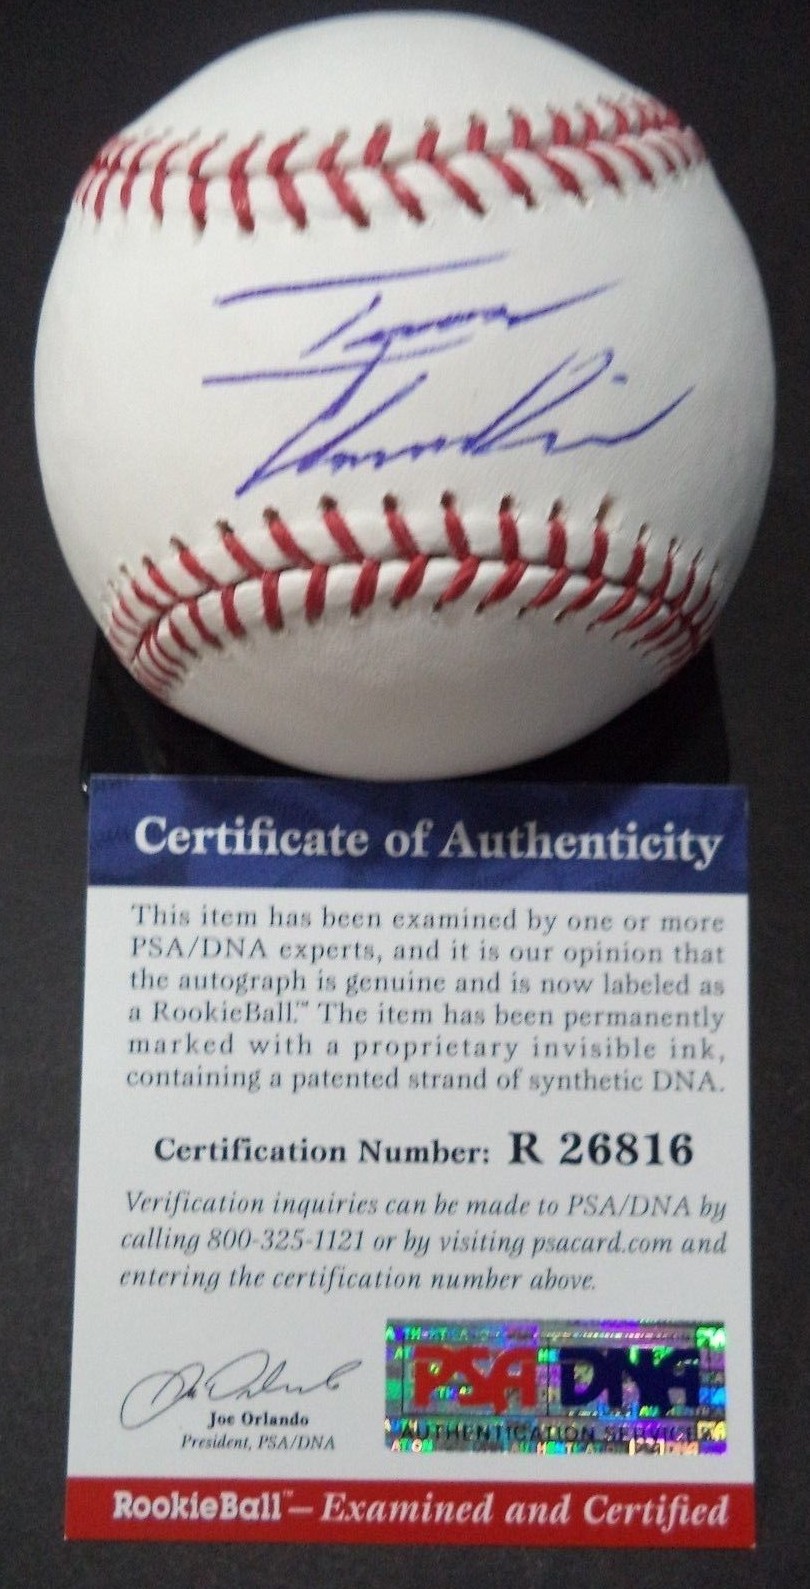 Certificate of Authenticity
This item has been examined by one or more
PSA/DNA experts, and it is our opinion that
the autograph is genuine and is now labeled as
a RookieBall.™ The item has been permanently
marked with a proprietary invisible ink,
containing a patented strand of synthetic DNA.
Certification Number: R 26816
Verification inquiries can be made to PSA/DNA by
calling 800-325-1121 or by visiting psacard.com and
entering the certification number above.
PSA DNA
AUTHENTICATION SERVICES
Joe Orlando
President, PSA/DNA
RookieBall™— Examined and Certified